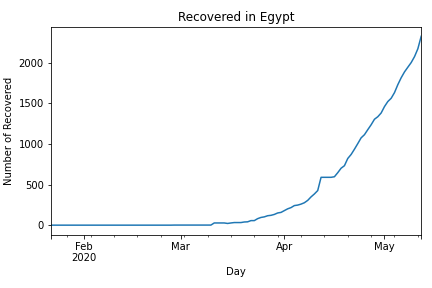 Recovered in Egypt
Number of Recovered
2000
1500
1000
500
0
Feb
2020
Mar
Apr
May
Day